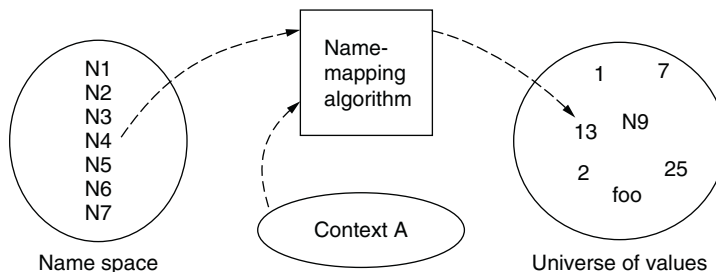 N1
N2
N3
N4
N5
N6
N7
Name space
Name-
mapping
algorithm
Context A
1
7
13
N9
2
25
foo
Universe of values